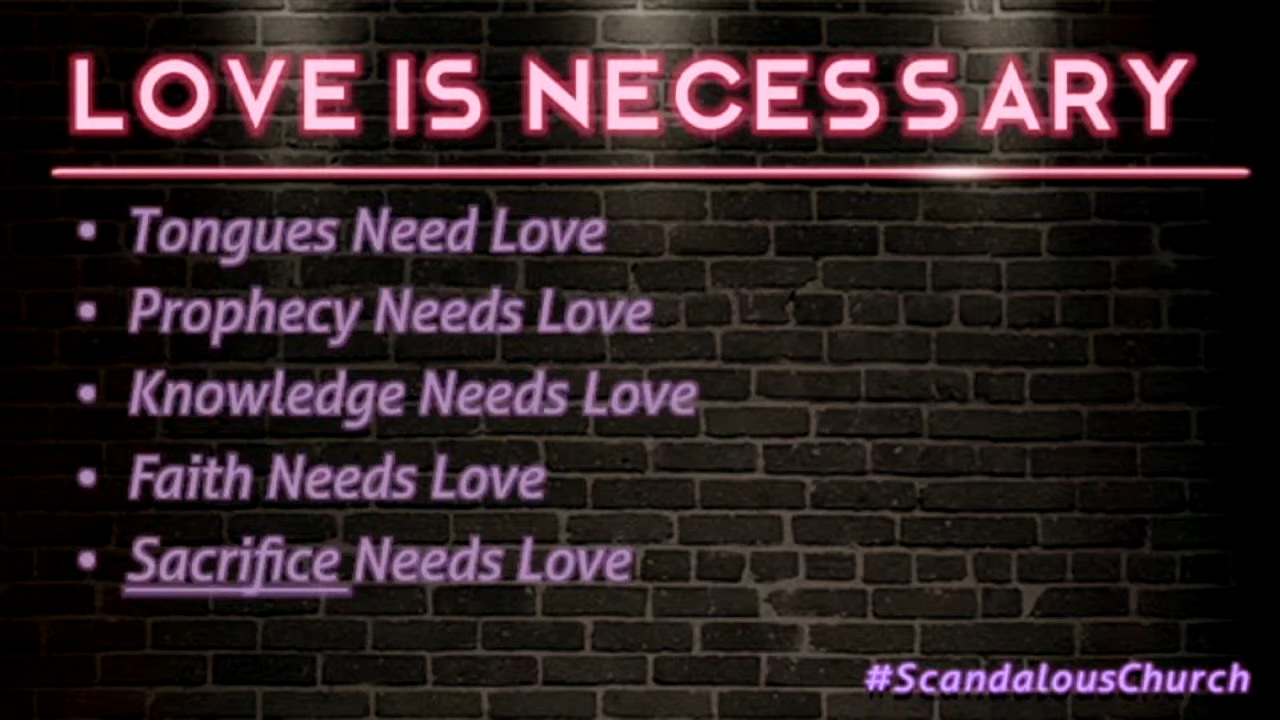 LOVE IS NECESSARY
• Tongues Need Love
• Prophecy Needs Love
• Knowledge Needs Love
• Faith Needs Love
• Sacrifice Needs Love
#ScandalousChurch